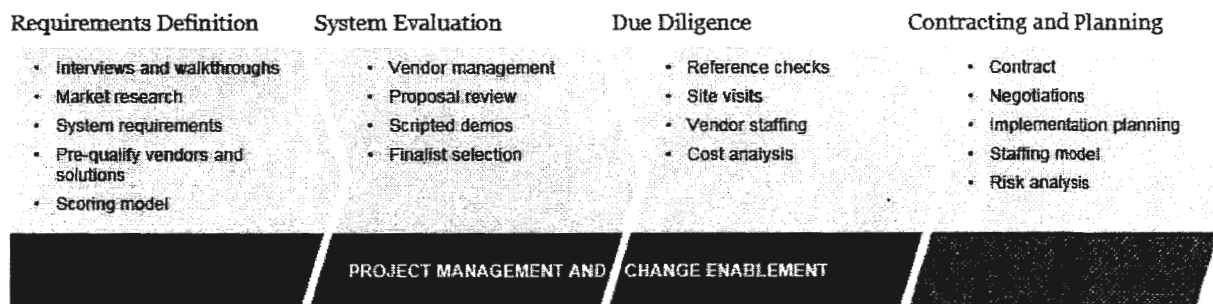 Requirements Definition
• Interviews and walkthroughs
• Market research
• System requirements
• Pre-qualify vendors and
solutions
• Scoring model
System Evaluation
• Vendor management
• Proposal review
• Scripted demos
• Finalist selection
Due Diligence
• Reference checks
• Site visits
• Vendor staffing
• Cost analysis
Contracting and Planning
• Contract
• Negotiations
• Implementation planning
• Staffing model
• Risk analysis
PROJECT MANAGEMENT AND CHANGE ENABLEMENT